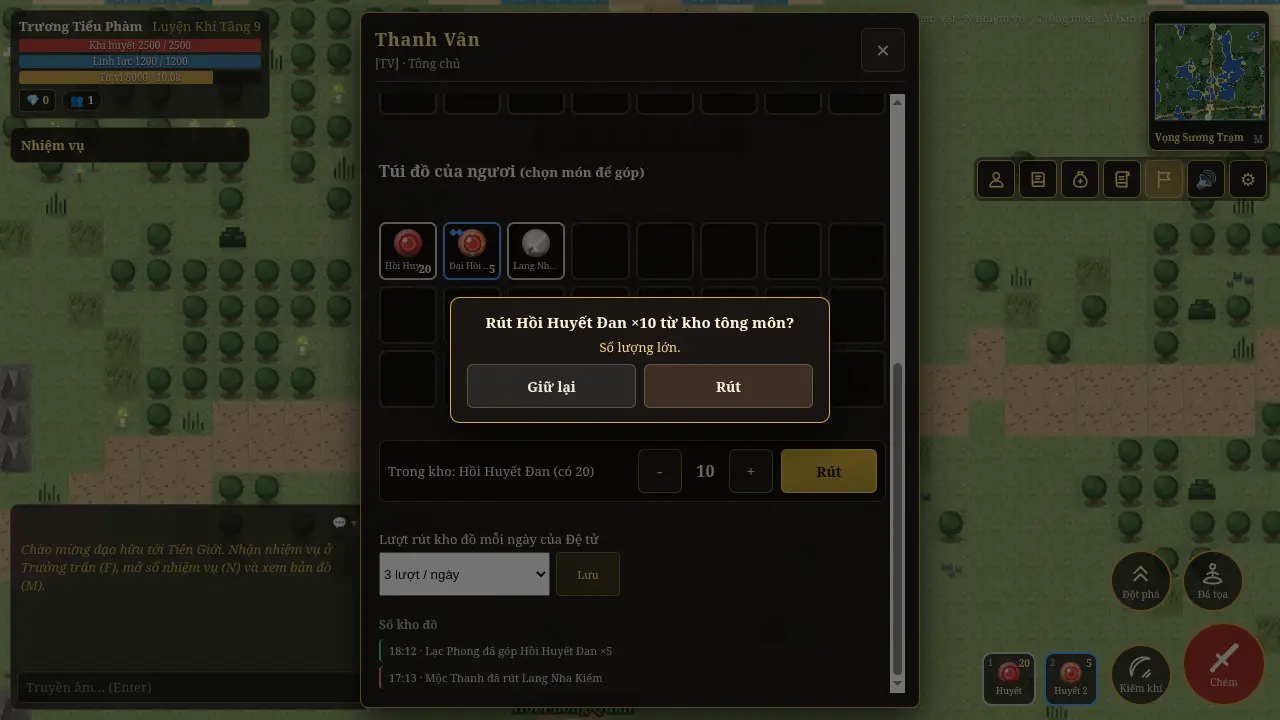 Trương Tiểu Phàm Luyện Khí Tầng 9
Khí huyết 2500 / 2500
Linh lực 1200 / 1200
Tu vi 8000 / 10.0k
0
1
Nhiệm vụ
Thanh Vân
[TV] · Tông chủ
×
Vọng Sương Trạm M
Túi đồ của ngươi (chọn món để góp)
Hồi Huy 20
Đại Hồi ... 5
Lang Nh...
Rút Hồi Huyết Đan ×10 từ kho tông môn?
Số lượng lớn.
Giữ lại
Rút
Trong kho: Hồi Huyết Đan (có 20)
-
10
+
Rút
Lượt rút kho đồ mỗi ngày của Đệ tử
3 lượt / ngày
Lưu
Sổ kho đồ
18:12 · Lạc Phong đã góp Hồi Huyết Đan ×5
17:13 · Mộc Thanh đã rút Lang Nha Kiếm
Chào mừng đạo hữu tới Tiên Giới. Nhận nhiệm vụ ở
Trưởng trấn (F), mở sổ nhiệm vụ (N) và xem bản đồ
(M).
Truyền âm... (Enter)
Đột phá
Đả tọa
1 20
Huyết
2 5
Huyết 2
Kiếm khí
Chém